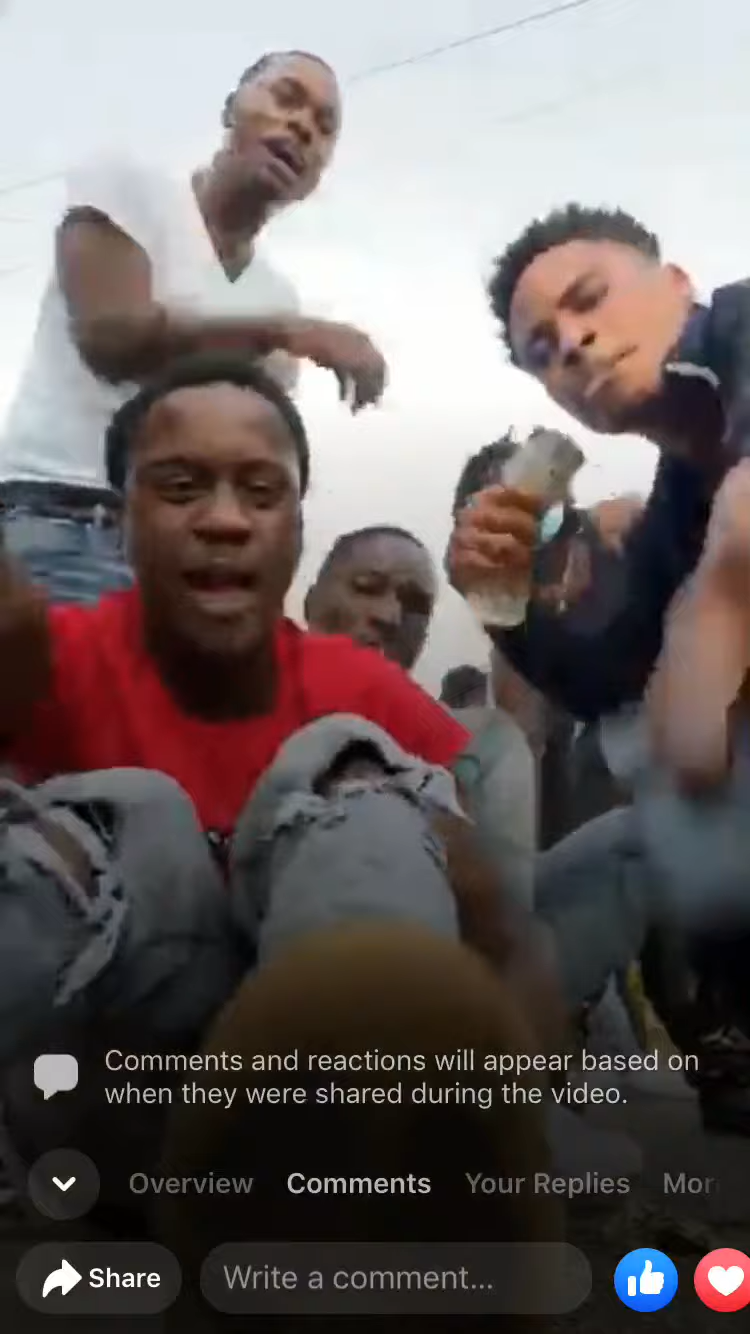 Comments and reactions will appear based on
when they were shared during the video.
Overview Comments Your Replies Mor
Share Write a comment...